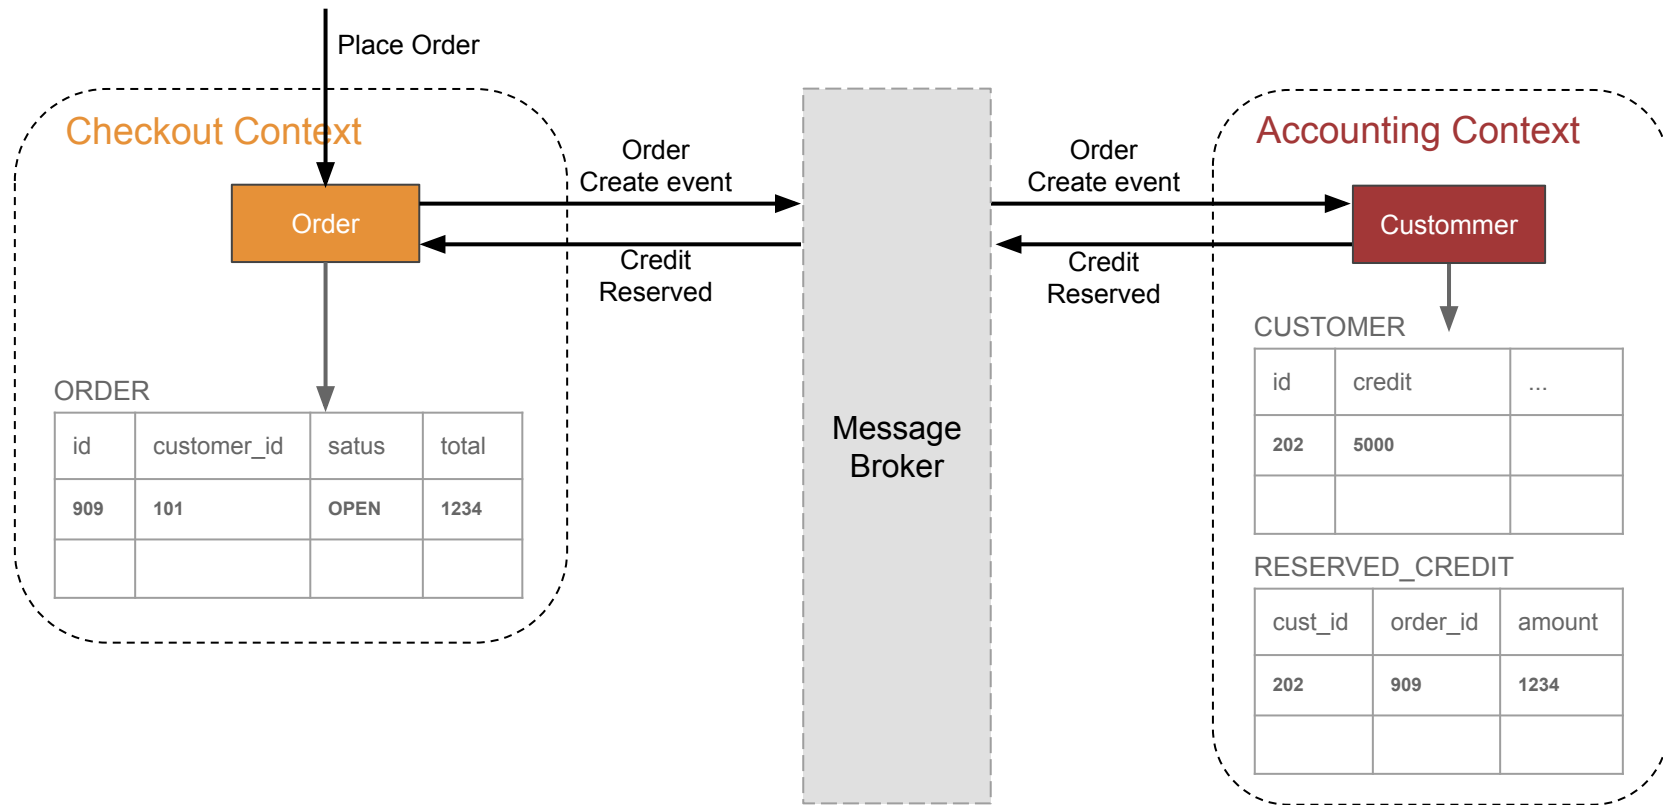 Place Order
Checkout Context
Order
Order
Create event
Credit
Reserved
ORDER
id customer_id satus total
909 101 OPEN 1234
Message
Broker
Order
Create event
Credit
Reserved
Accounting Context
Custommer
CUSTOMER
id credit ...
202 5000
RESERVED_CREDIT
cust_id order_id amount
202 909 1234